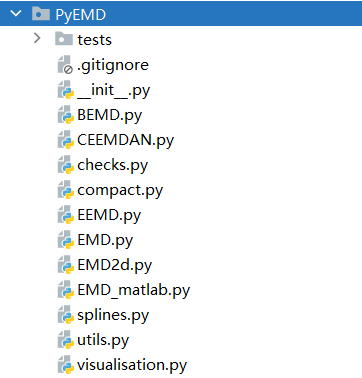 PyEMD
tests
.gitignore
__init__.py
BEMD.py
CEEMDAN.py
checks.py
compact.py
EEMD.py
EMD.py
EMD2d.py
EMD_matlab.py
splines.py
utils.py
visualisation.py